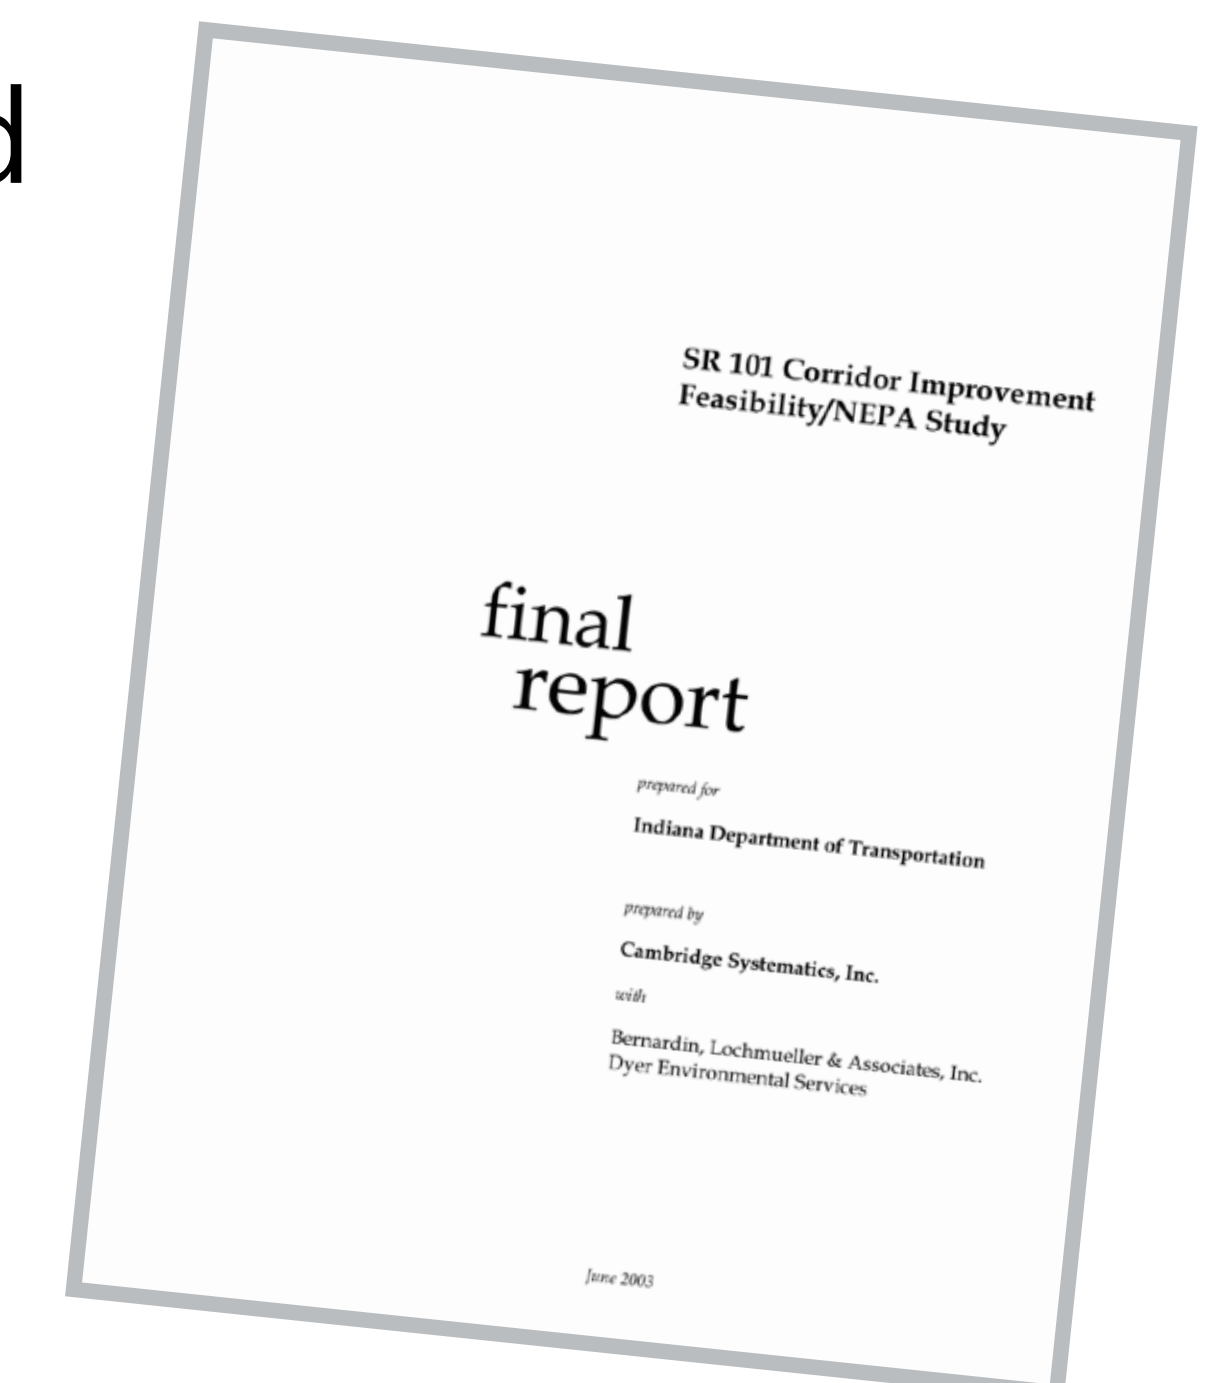 d
SR 101 Corridor Improvement
Feasibility/NEPA Study
final
report
prepared for
Indiana Department of Transportation
prepared by
Cambridge Systematics, Inc.
with
Bernardin, Lochmueller & Associates, Inc.
Dyer Environmental Services
June 2003